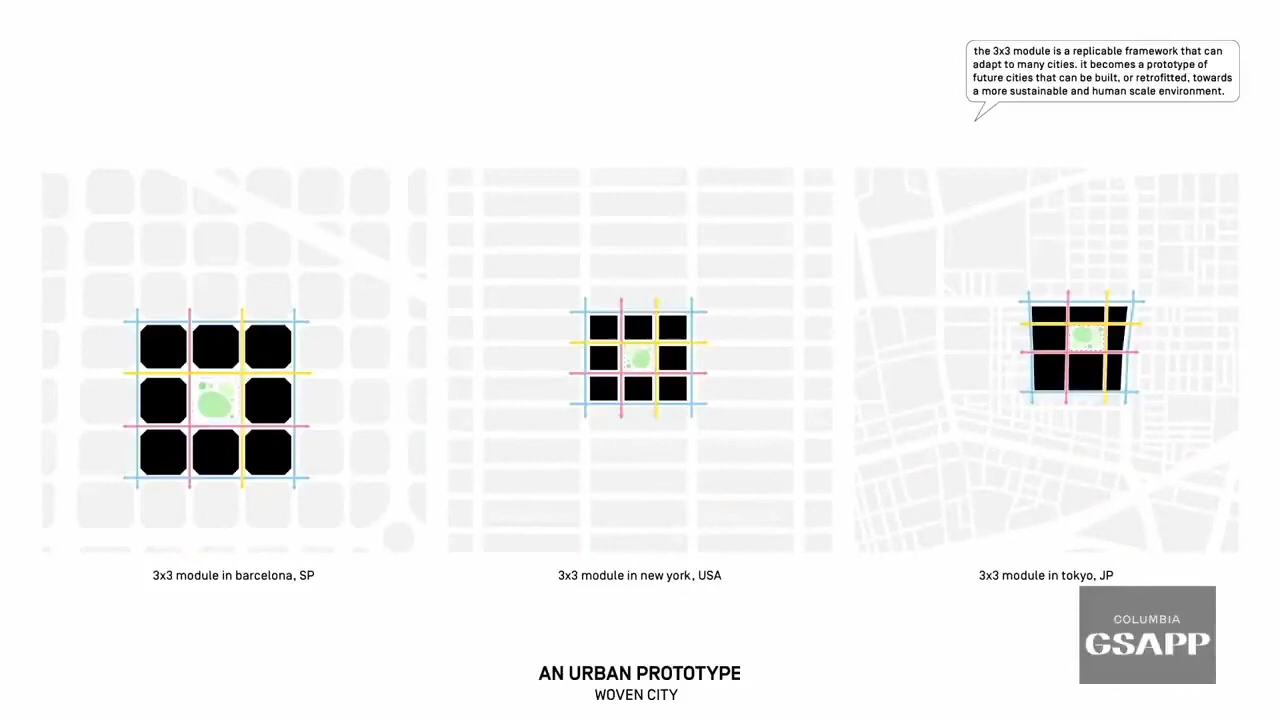 the 3x3 module is a replicable framework that can
adapt to many cities. it becomes a prototype of
future cities that can be built, or retrofitted, towards
a more sustainable and human scale environment.
3x3 module in barcelona, SP
3x3 module in new york, USA
3x3 module in tokyo, JP
COLUMBIA
GSAPP
AN URBAN PROTOTYPE
WOVEN CITY